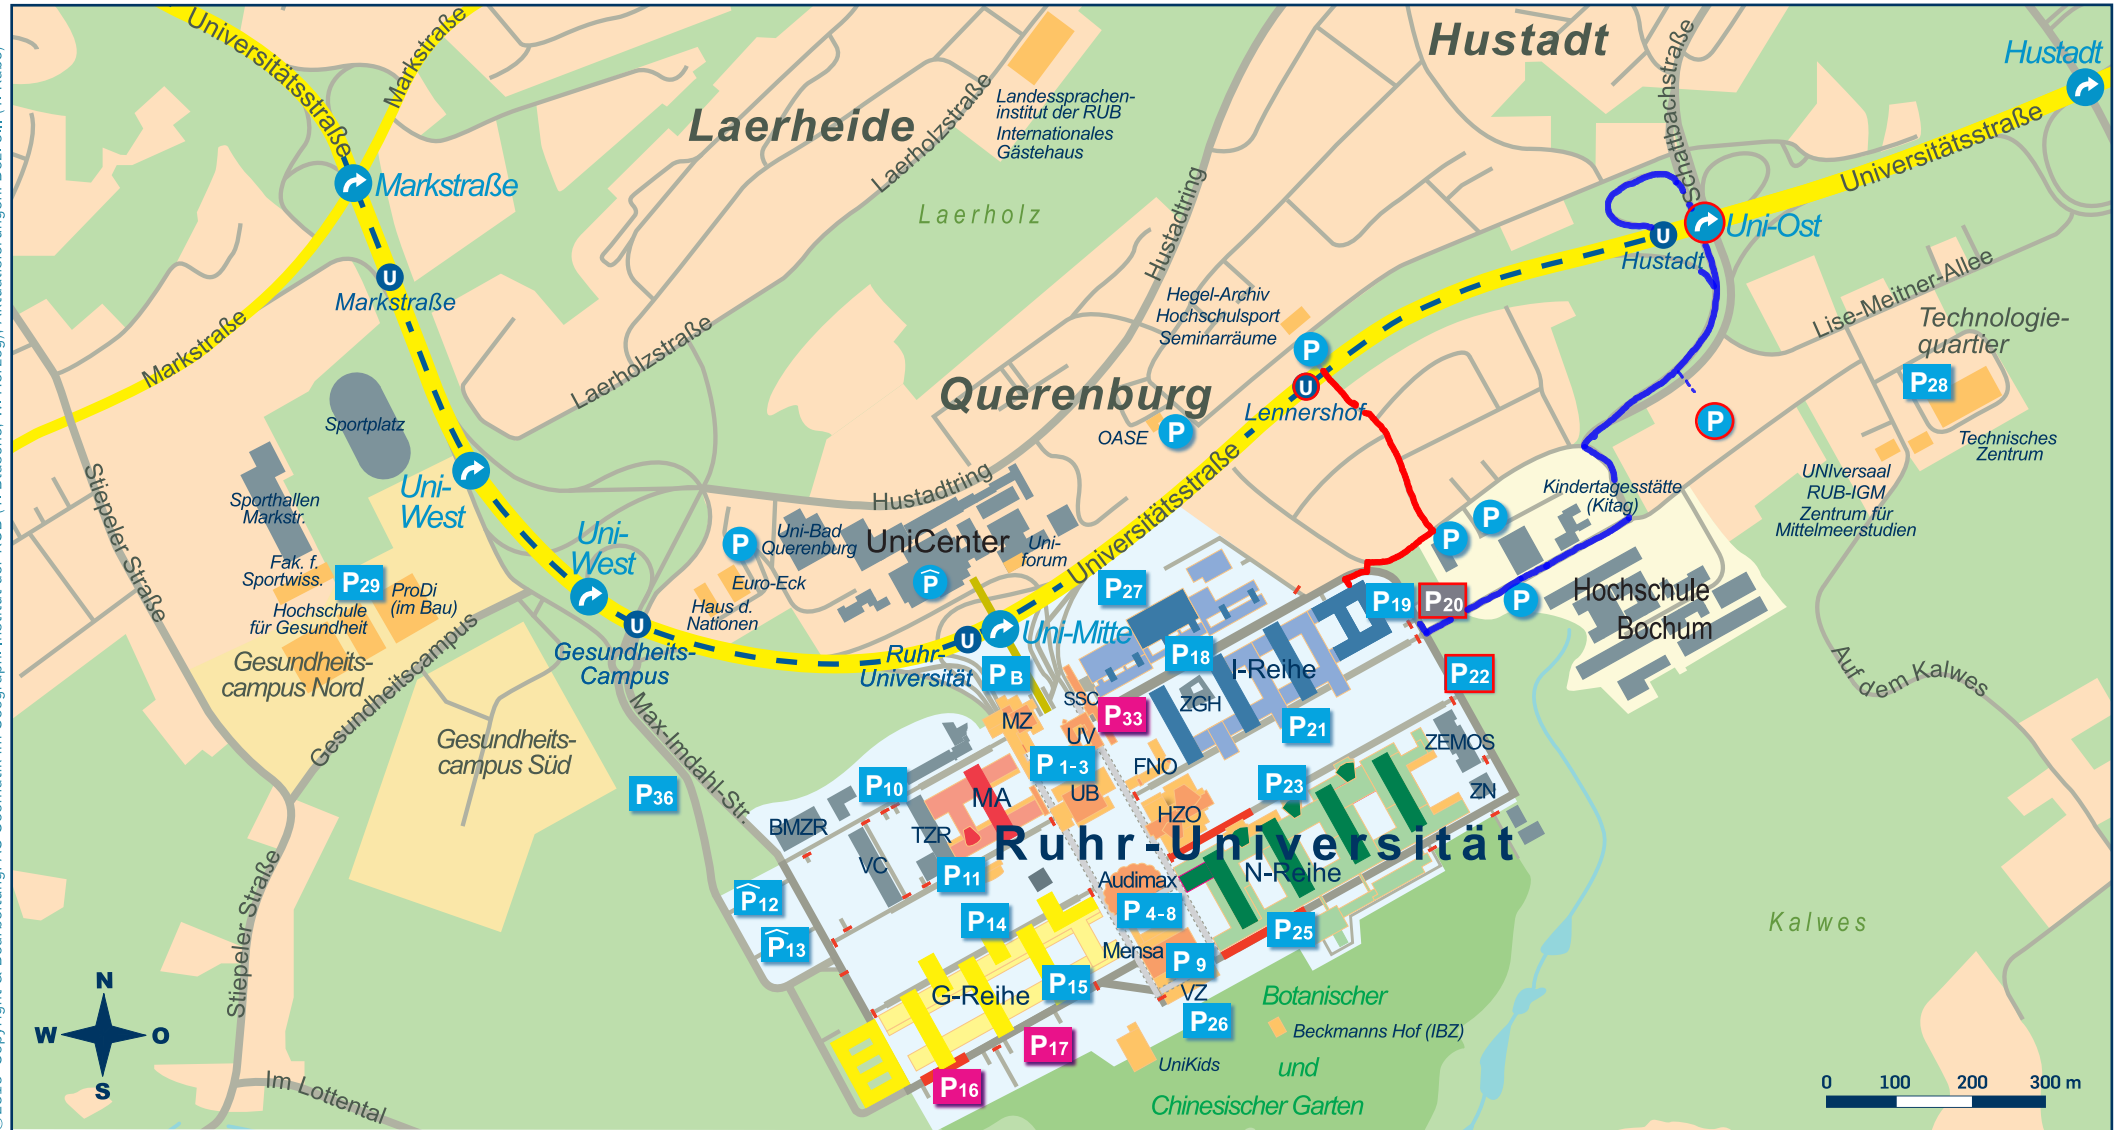 Universitätsstraße
Markstraße
Hustadt
Hustadt
Schattbachstraße
Laerheide
Laerholzstraße
Landessprachen-
institut der RUB
Internationales
Gästehaus
Universitätsstraße
Markstraße
Laerholz
Hustadtring
Uni-Ost
U
Hustadt
U
Markstraße
Lise-Meitner-Allee
Technologie-
quartier
P28
Technisches
Zentrum
Markstraße
Laerholzstraße
Hegel-Archiv
Hochschulsport
Seminarräume
P
U
Lennershof
Querenburg
OASE
P
P
Sportplatz
Stiepeler Straße
Sporthallen
Markstr.
Uni-
West
Hustadtring
Universitätsstraße
Kindertagesstätte
(Kitag)
P
P
UNIversaal
RUB-IGM
Zentrum für
Mittelmeerstudien
Uni-
West
P
Uni-Bad
Querenburg
UniCenter
Uni-
forum
P
Euro-Eck
Haus d.
Nationen
Fak. f.
Sportwiss.
P29
ProDi
(im Bau)
Hochschule
für Gesundheit
Gesundheits-
campus Nord
Gesundheitscampus
U
Gesundheits-
Campus
Ruhr-
Universität
U
Uni-Mitte
PB
P27
P18
P19
P20
P
Hochschule
Bochum
P22
I-Reihe
ZGH
SSC
P33
MZ
UV
P21
Auf dem Kalwes
Gesundheits-
campus Süd
Max-Imdahl-Str.
P36
P10
P 1-3
FNO
UB
P23
ZEMOS
ZN
BMZR
MA
TZR
HZO
VC
Ruhr-Universität
P11
Audimax
N-Reihe
P12
P14
P 4-8
P13
P25
Mensa
P 9
Kalwes
Stiepeler Straße
G-Reihe
P15
VZ
P26
Botanischer
Beckmanns Hof (IBZ)
und
Chinesischer Garten
P17
UniKids
P16
Im Lottental
N
W
O
S
0
100
200
300 m